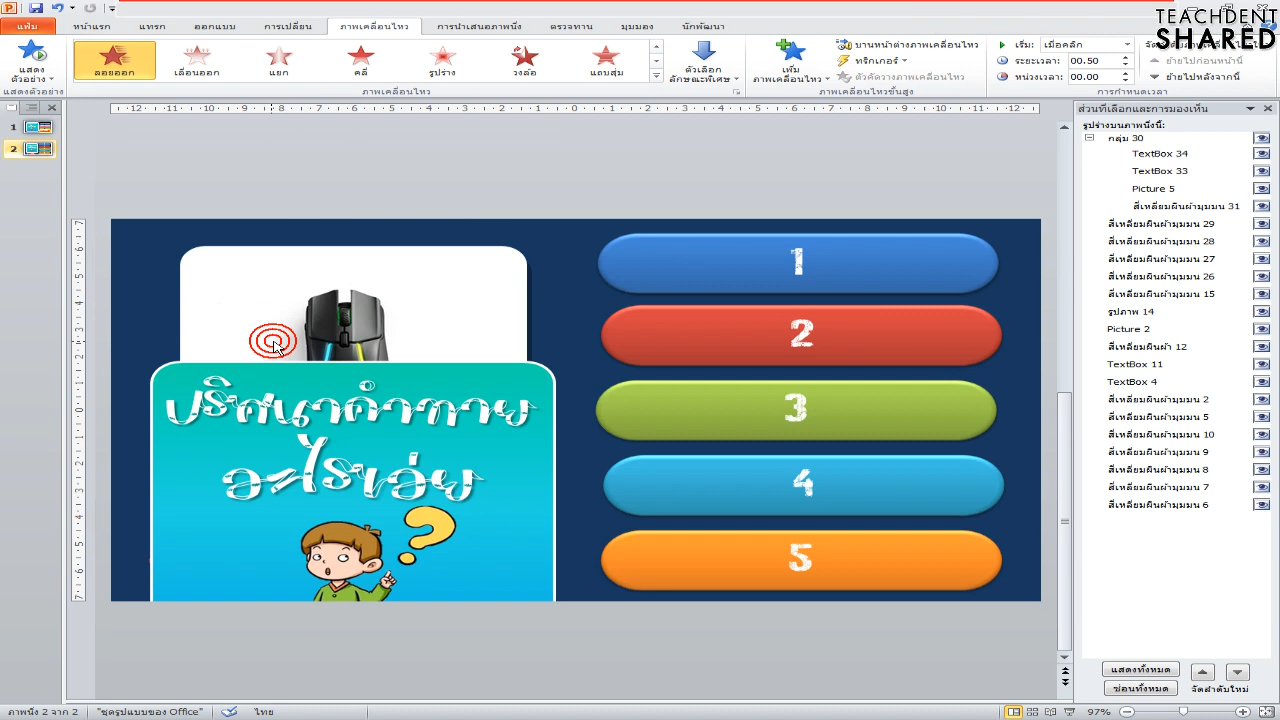 TEACHDENT
SHARED
แฟ้ม
หน้าแรก
แทรก
ออกแบบ
การเปลี่ยน
ภาพเคลื่อนไหว
การนำเสนอภาพนิ่ง
ตรวจทาน
มุมมอง
นักพัฒนา
แสดง
ตัวอย่าง
ลอยออก
เลื่อนออก
แยก
คลี่
รูปร่าง
วงล้อ
แถบสุ่ม
ตัวเลือก
ลักษณะพิเศษ
เพิ่ม
ภาพเคลื่อนไหว
บานหน้าต่างภาพเคลื่อนไหว
ทริกเกอร์
ตัวคัดวางภาพเคลื่อนไหว
เริ่ม: เมื่อคลิก
ระยะเวลา: 00.50
หน่วงเวลา: 00.00
ย้ายไปก่อนหน้านี้
ย้ายไปหลังจากนี้
แสดงตัวอย่าง
ภาพเคลื่อนไหว
ภาพเคลื่อนไหวขั้นสูง
การกำหนดเวลา
1
2
ปริศนาคำทาย
อะไรเอ่ย
?
1
2
3
4
5
ส่วนที่เลือกและการมองเห็น
รูปร่างบนภาพนิ่งนี้:
กลุ่ม 30
TextBox 34
TextBox 33
Picture 5
สี่เหลี่ยมผืนผ้ามุมมน 31
สี่เหลี่ยมผืนผ้ามุมมน 29
สี่เหลี่ยมผืนผ้ามุมมน 28
สี่เหลี่ยมผืนผ้ามุมมน 27
สี่เหลี่ยมผืนผ้ามุมมน 26
สี่เหลี่ยมผืนผ้ามุมมน 15
รูปภาพ 14
Picture 2
สี่เหลี่ยมผืนผ้า 12
TextBox 11
TextBox 4
สี่เหลี่ยมผืนผ้ามุมมน 2
สี่เหลี่ยมผืนผ้ามุมมน 5
สี่เหลี่ยมผืนผ้ามุมมน 10
สี่เหลี่ยมผืนผ้ามุมมน 9
สี่เหลี่ยมผืนผ้ามุมมน 8
สี่เหลี่ยมผืนผ้ามุมมน 7
สี่เหลี่ยมผืนผ้ามุมมน 6
แสดงทั้งหมด
ซ่อนทั้งหมด
จัดลำดับใหม่
ภาพนิ่ง 2 จาก 2
"ชุดรูปแบบของ Office"
ไทย
97%